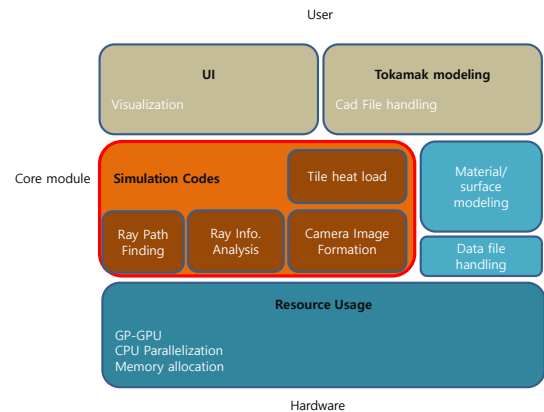 User
UI
Visualization
Tokamak modeling
Cad File handling
Core module
Simulation Codes
Tile heat load
Ray Path
Finding
Ray Info.
Analysis
Camera Image
Formation
Material/
surface
modeling
Data file
handling
Resource Usage
GP-GPU
CPU Parallelization
Memory allocation
Hardware